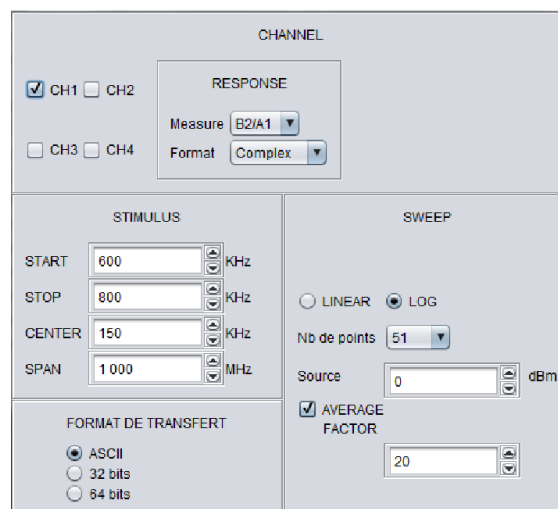 CHANNEL
CH1 CH2
CH3 CH4
RESPONSE
Measure B2/A1
Format Complex
STIMULUS
START 600 KHz
STOP 800 KHz
CENTER 150 KHz
SPAN 1 000 MHz
FORMAT DE TRANSFERT
ASCII
32 bits
64 bits
SWEEP
LINEAR LOG
Nb de points 51
Source 0 dBm
AVERAGE
FACTOR
20